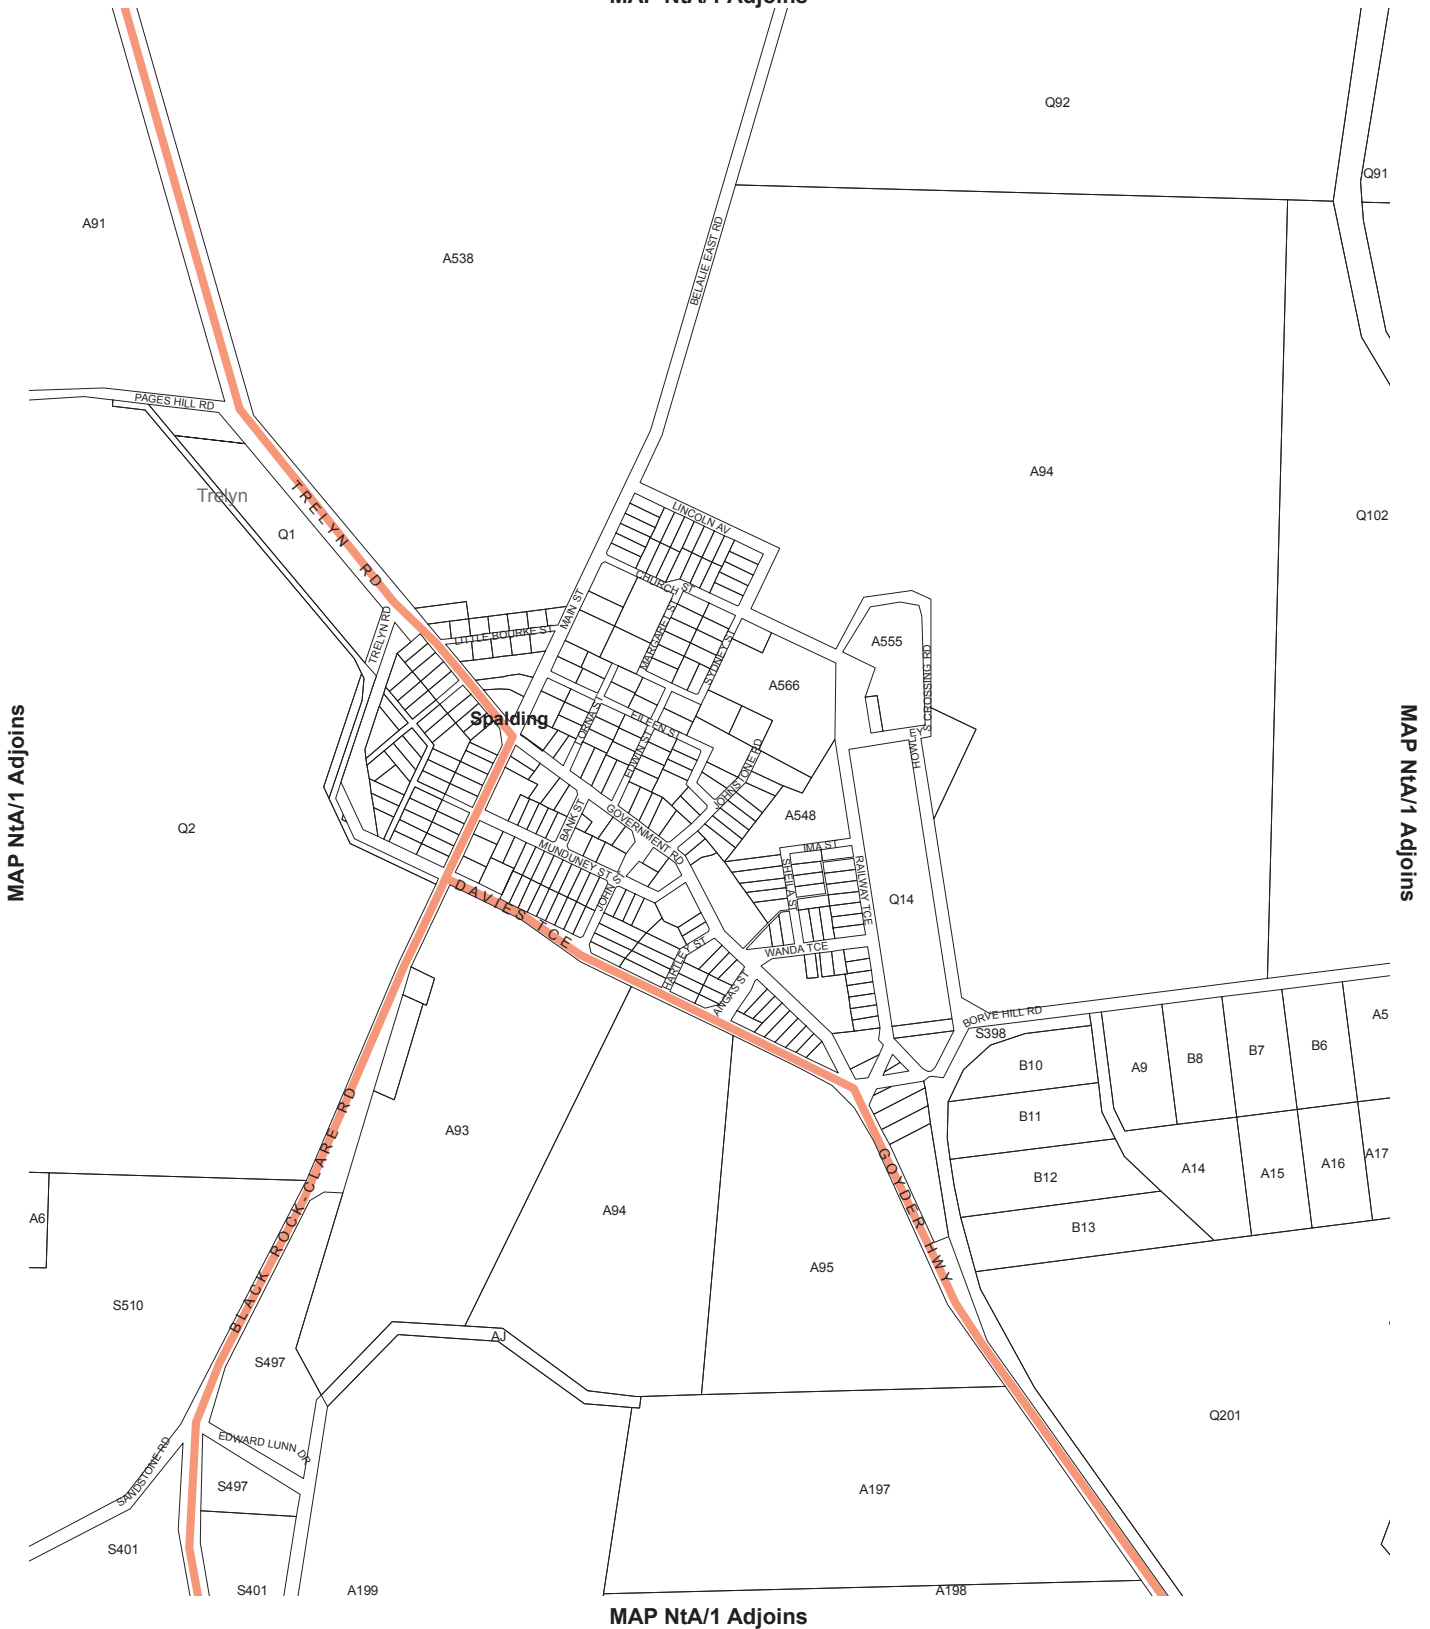 MAP NtA/1 Adjoins
Q92
Q91
A91
A538
BELALIE EAST RD
PAGES HILL RD
A94
Trelyn
TRELYN RD
Q1
LINCOLN AV
Q102
CHURCH ST
MAIN ST
TRELYN RD
LITTLE BOURKE ST
MARGARET ST
SYDNEY ST
A555
S CROSSING RD
A566
Spalding
LORNA ST
EILEEN ST
EDWIN ST
JOHNSTONE RD
HOWLEY
MAP NtA/1 Adjoins
MAP NtA/1 Adjoins
Q2
BANK ST
GOVERNMENT RD
A548
MUNDUNEY ST
IMA ST
SHEILA ST
RAILWAY TCE
Q14
JOHN S
DAVIES TCE
HARTLEY ST
WANDA TCE
ANGAS ST
BORVE HILL RD
S398
A5
B10
A9
B8
B7
B6
BLACK ROCK-CLARE RD
A93
B11
GOYDER HWY
A14
A15
A16
A17
B12
A6
A94
B13
A95
S510
AJ
S497
Q201
EDWARD LUNN DR
SANDSTONE RD
S497
A197
S401
S401
A199
A198
MAP NtA/1 Adjoins